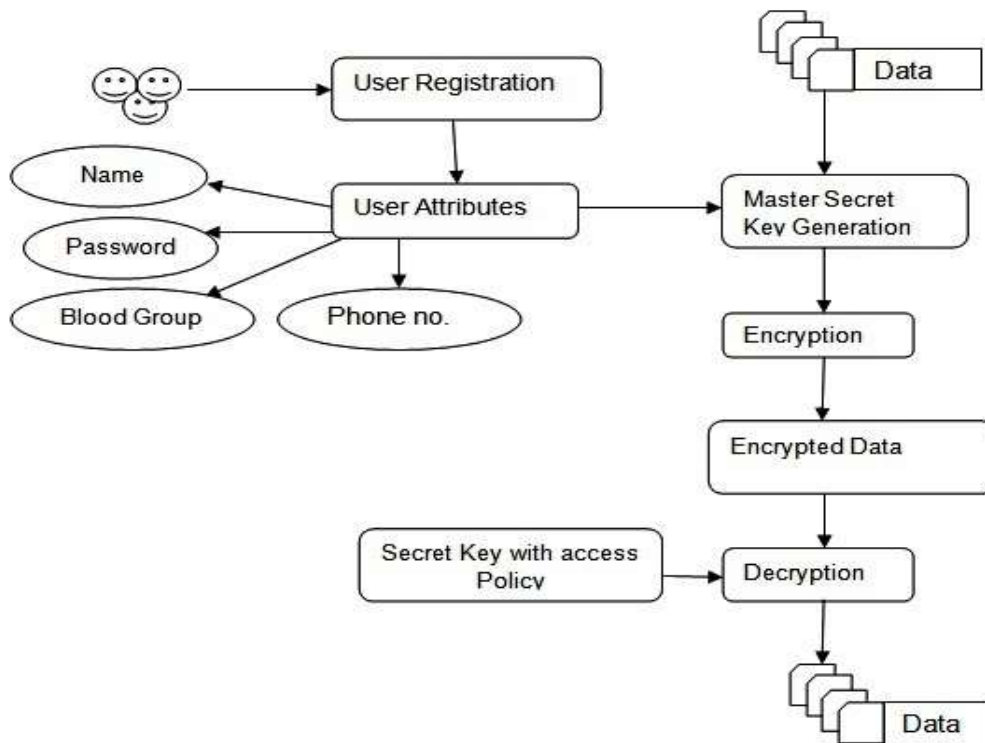 Data
User Registration
Name
User Attributes
Master Secret
Key Generation
Password
Blood Group
Phone no.
Encryption
Encrypted Data
Secret Key with access
Policy
Decryption
Data